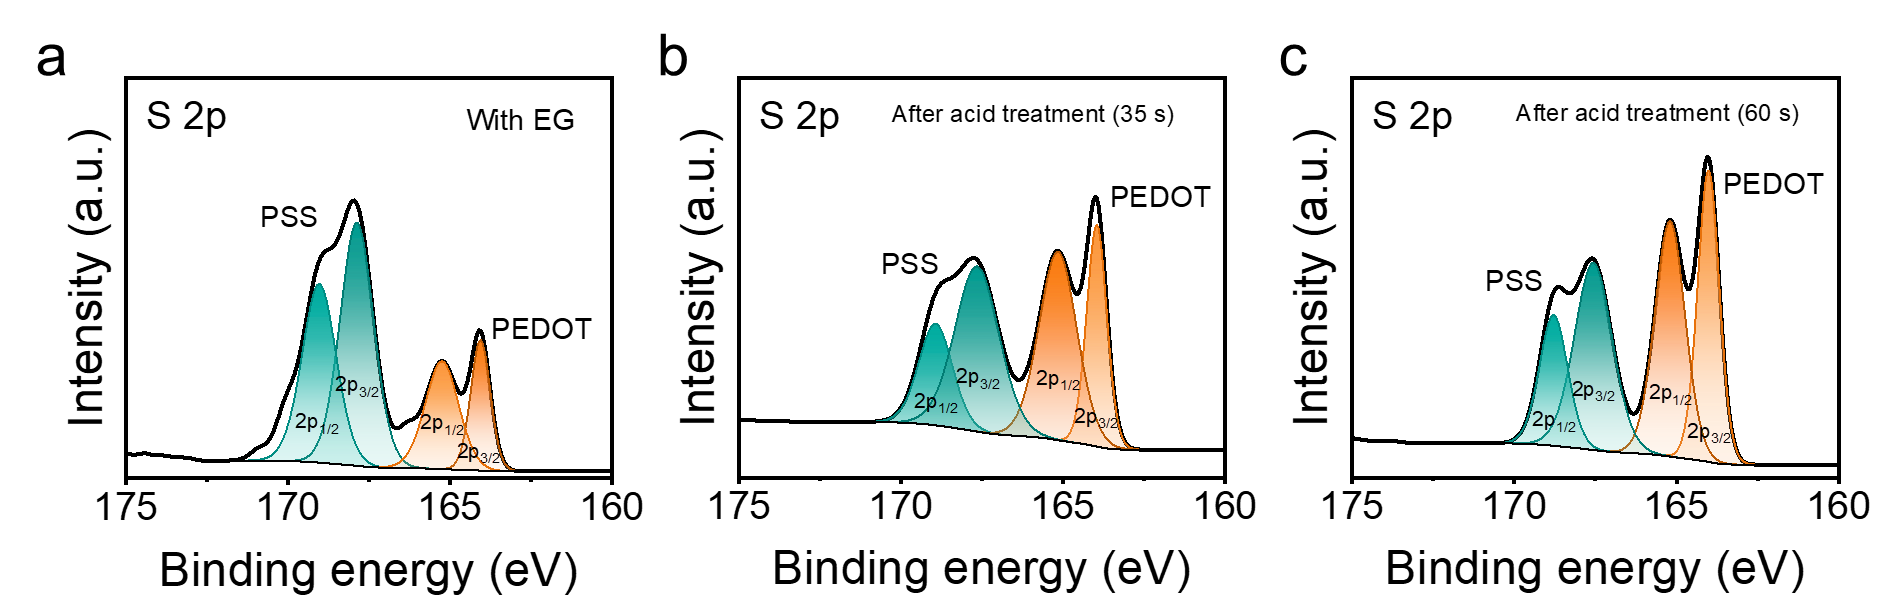 a
S 2p
With EG
PSS
PEDOT
2p3/2
2p1/2
2p1/2
2p3/2
Intensity (a.u.)
175 170 165 160
Binding energy (eV)
b
S 2p
After acid treatment (35 s)
PEDOT
PSS
2p3/2
2p1/2
2p1/2
2p3/2
Intensity (a.u.)
175 170 165 160
Binding energy (eV)
c
S 2p
After acid treatment (60 s)
PEDOT
PSS
2p3/2
2p1/2
2p1/2
2p3/2
Intensity (a.u.)
175 170 165 160
Binding energy (eV)